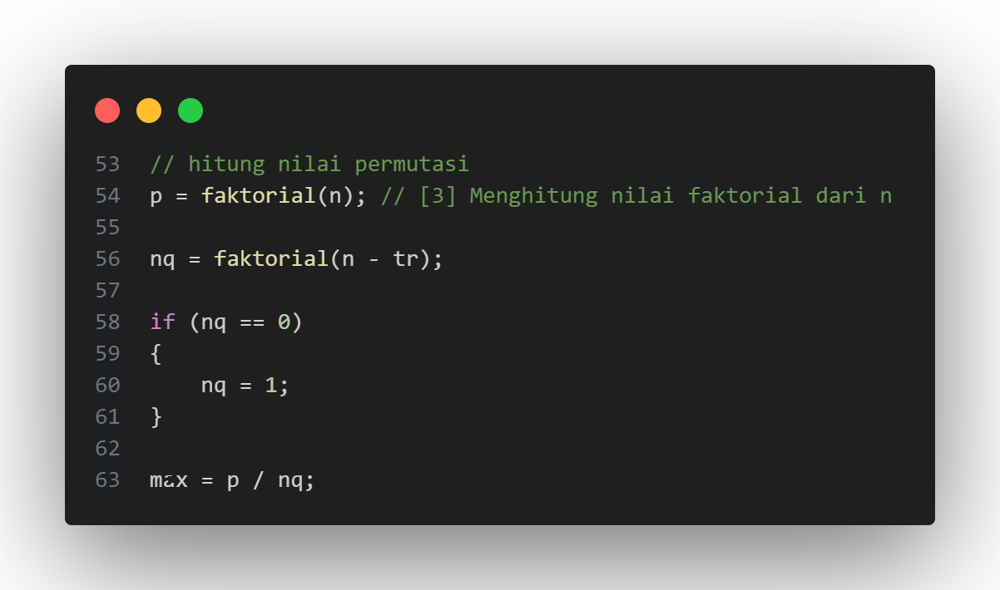 53 // hitung nilai permutasi
54 p = faktorial(n); // [3] Menghitung nilai faktorial dari n
55
56 nq = faktorial(n - tr);
57
58 if (nq == 0)
59 {
60     nq = 1;
61 }
62
63 max = p / nq;